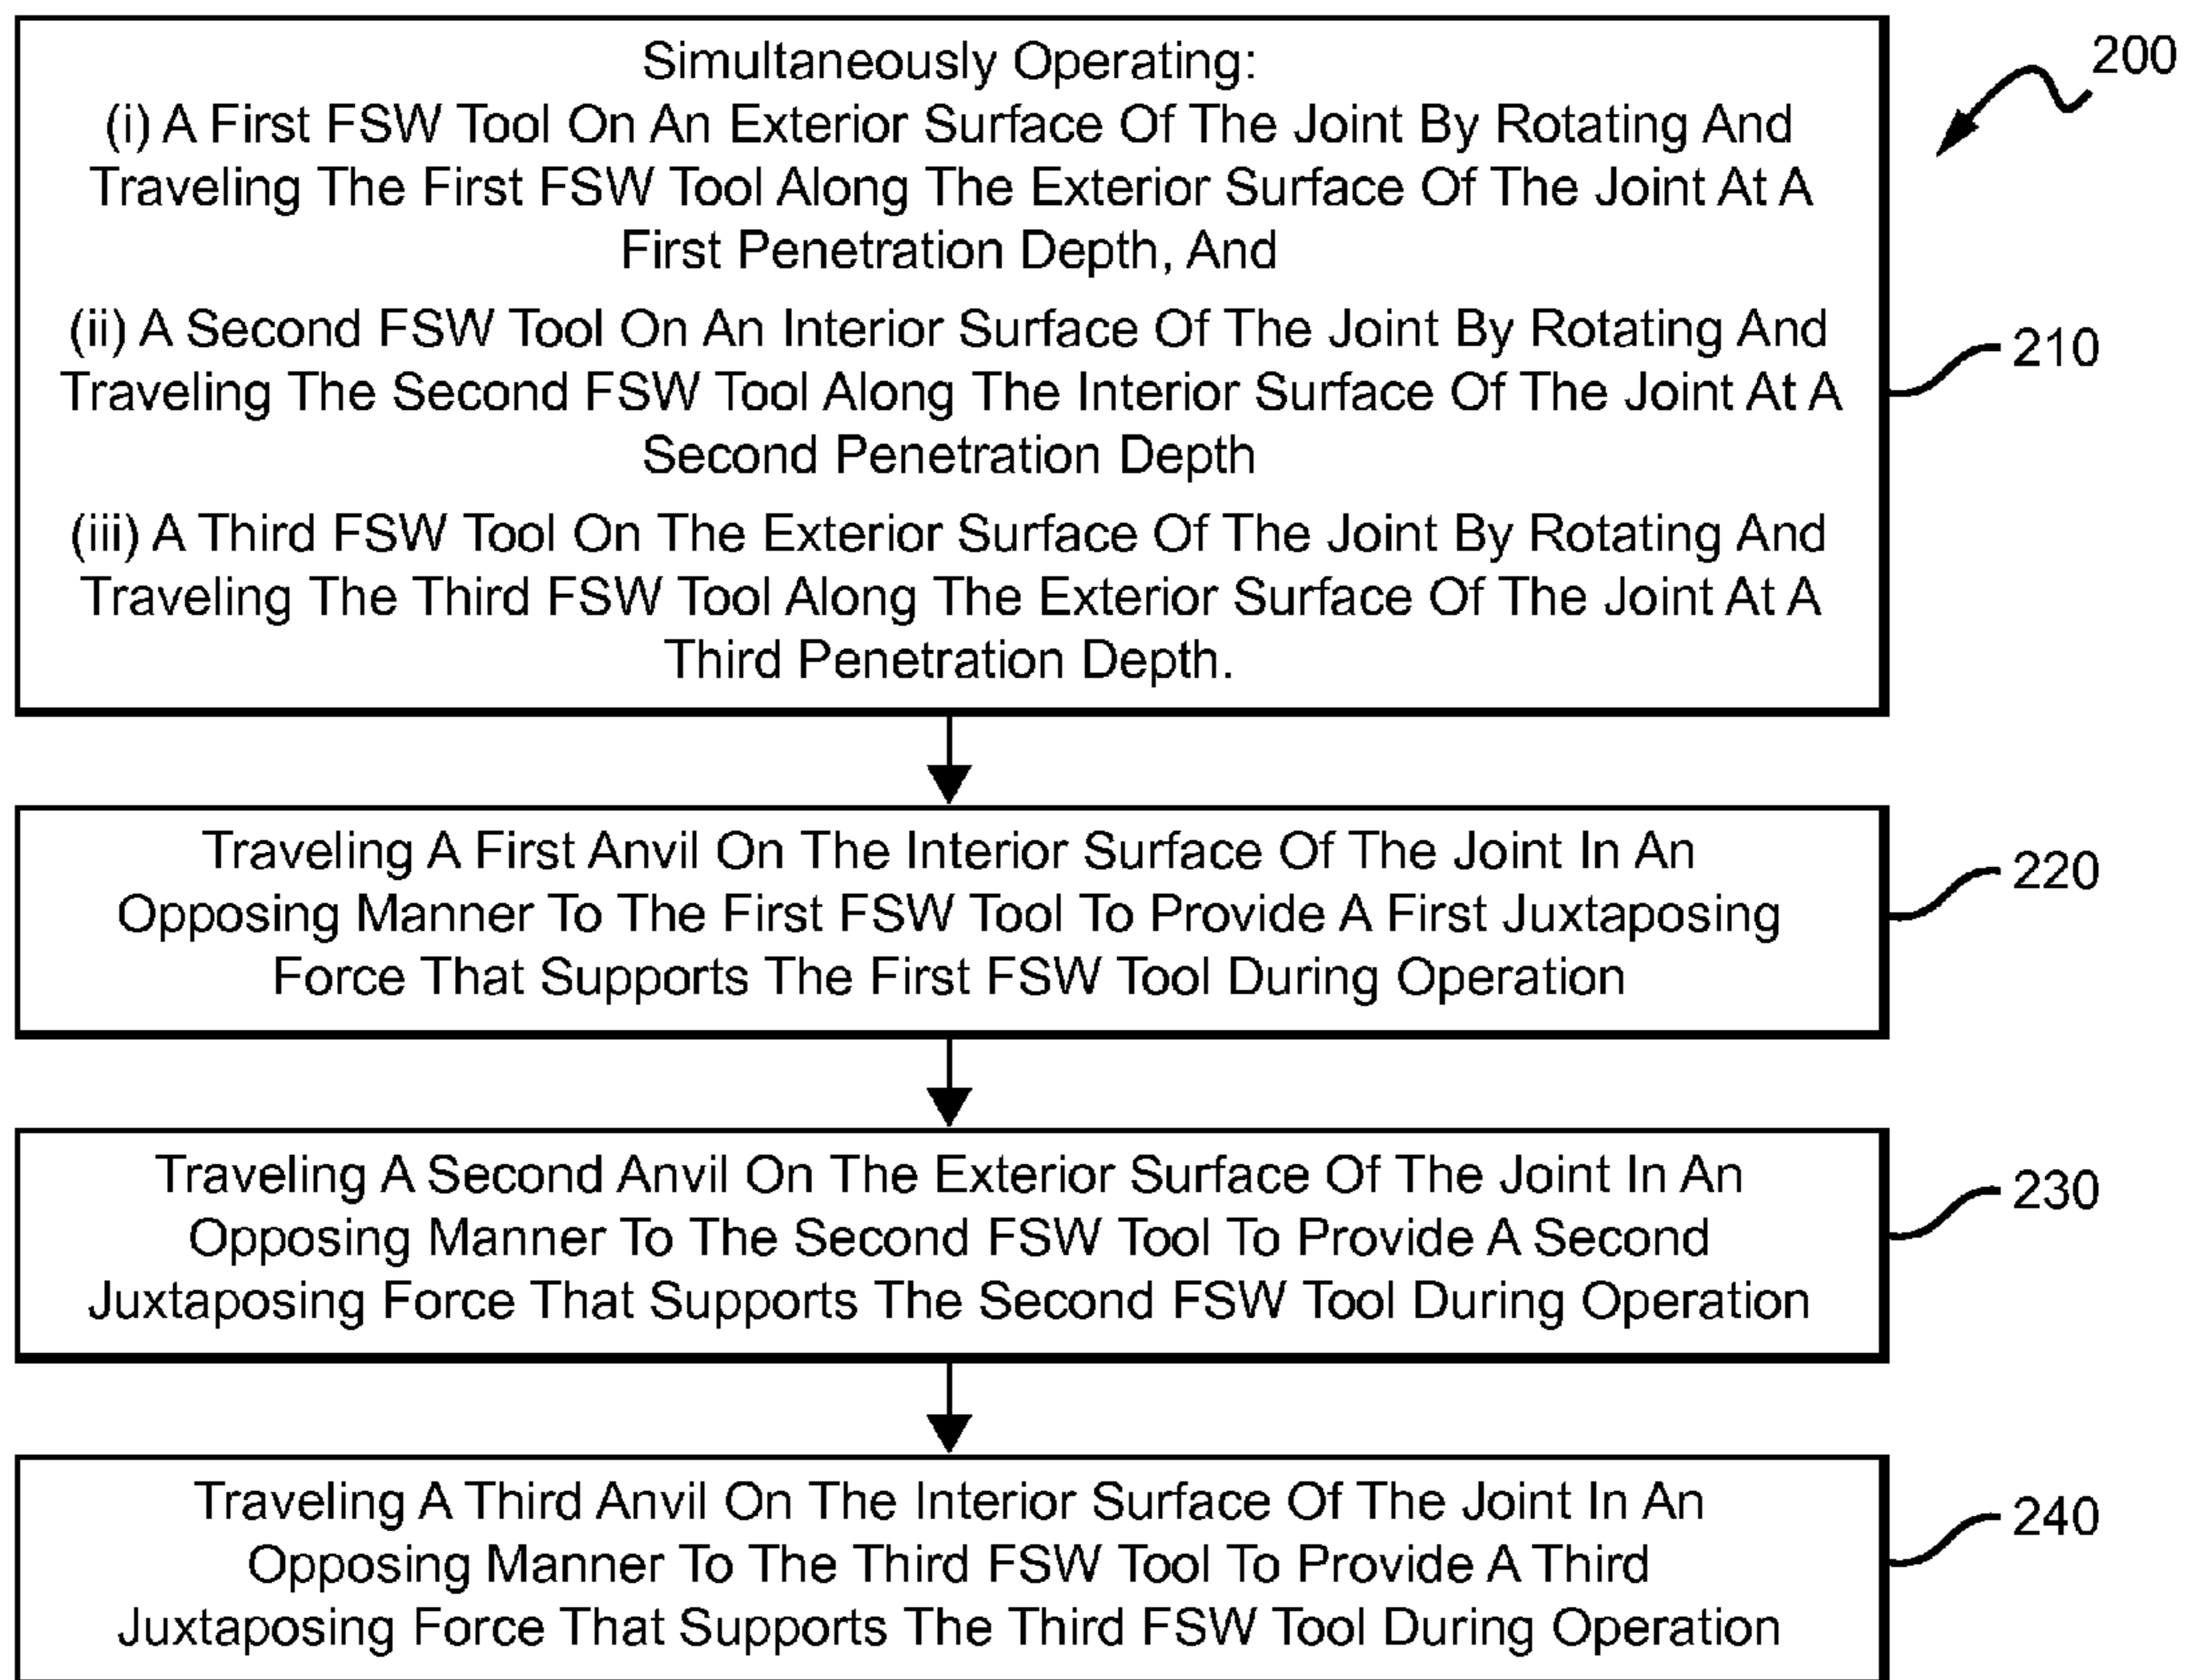 Simultaneously Operating:
(i) A First FSW Tool On An Exterior Surface Of The Joint By Rotating And
Traveling The First FSW Tool Along The Exterior Surface Of The Joint At A
First Penetration Depth, And
(ii) A Second FSW Tool On An Interior Surface Of The Joint By Rotating And
Traveling The Second FSW Tool Along The Interior Surface Of The Joint At A
Second Penetration Depth
(iii) A Third FSW Tool On The Exterior Surface Of The Joint By Rotating And
Traveling The Third FSW Tool Along The Exterior Surface Of The Joint At A
Third Penetration Depth.
200
210
Traveling A First Anvil On The Interior Surface Of The Joint In An
Opposing Manner To The First FSW Tool To Provide A First Juxtaposing
Force That Supports The First FSW Tool During Operation
220
Traveling A Second Anvil On The Exterior Surface Of The Joint In An
Opposing Manner To The Second FSW Tool To Provide A Second
Juxtaposing Force That Supports The Second FSW Tool During Operation
230
Traveling A Third Anvil On The Interior Surface Of The Joint In An
Opposing Manner To The Third FSW Tool To Provide A Third
Juxtaposing Force That Supports The Third FSW Tool During Operation
240